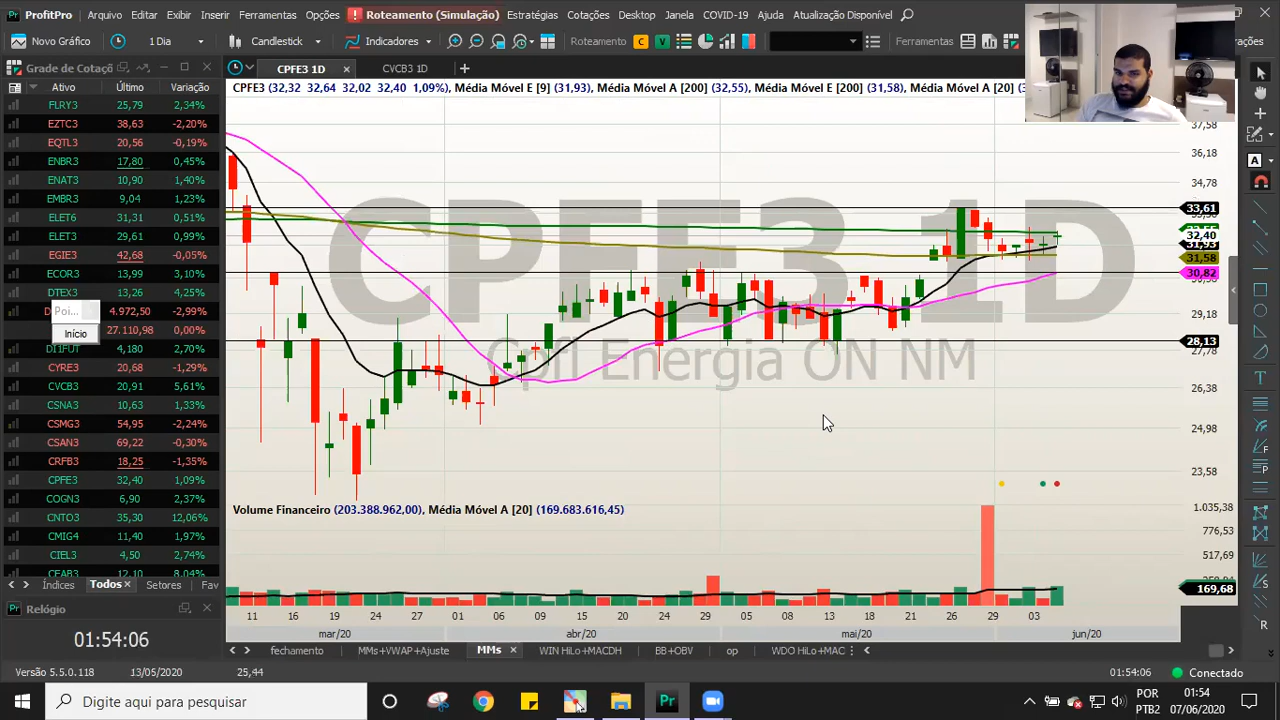 ProfitPro Arquivo Editar Exibir Inserir Ferramentas Opções Roteamento (Simulação) Estratégias Cotações Desktop Janela COVID-19 Ajuda Atualização Disponível
Novo Gráfico 1 Dia Candlestick Indicadores Roteamento C V Ferramentas
Grade de Cotaçõ CPFE3 1D CVCB3 1D
Ativo Último Variação
CPFE3 (32,32 32,64 32,02 32,40 1,09%), Média Móvel E [9] (31,93), Média Móvel A [200] (32,55), Média Móvel E [200] (31,58), Média Móvel A [20] (3
FLRY3 25,79 2,34%
EZTC3 38,63 -2,20%
EQTL3 20,56 -0,19%
ENBR3 17,80 0,45%
ENAT3 10,90 1,40%
EMBR3 9,04 1,23%
ELET6 31,31 0,51%
ELET3 29,61 0,99%
EGIE3 42,68 -0,05%
ECOR3 13,99 3,10%
DTEX3 13,26 4,25%
D 4.972,50 -2,99%
27.110,98 0,00%
DI1FUT 4,180 2,70%
CYRE3 20,68 -1,29%
CVCB3 20,91 5,61%
CSNA3 10,63 1,33%
CSMG3 54,95 -2,24%
CSAN3 69,22 -0,30%
CRFB3 18,25 -1,35%
CPFE3 32,40 1,09%
COGN3 6,90 2,37%
CNTO3 35,30 12,06%
CMIG4 11,40 1,97%
CIEL3 4,50 2,74%
CEAB3 12,10 8,04%
Poi...
Início
Índices Todos Setores Fav
Relógio
01:54:06
CPFE3 1D
Cpfl Energia ON NM
37,58
36,18
34,78
33,61
32,40
31,93
31,58
30,82
29,18
28,13
27,78
26,38
24,98
23,58
Volume Financeiro (203.388.962,00), Média Móvel A [20] (169.683.616,45)
1.035,38
776,53
517,69
169,68
11 16 19 24 27 01 06 09 15 20 24 29 05 08 13 18 21 26 29 03
mar/20 abr/20 mai/20 jun/20
fechamento MMs+VWAP+Ajuste MMs WIN HiLo+MACDH BB+OBV op WDO HiLo+MAC
Versão 5.5.0.118 13/05/2020 25,44 01:54:06 Conectado
Digite aqui para pesquisar
Pr
POR
PTB2
01:54
07/06/2020